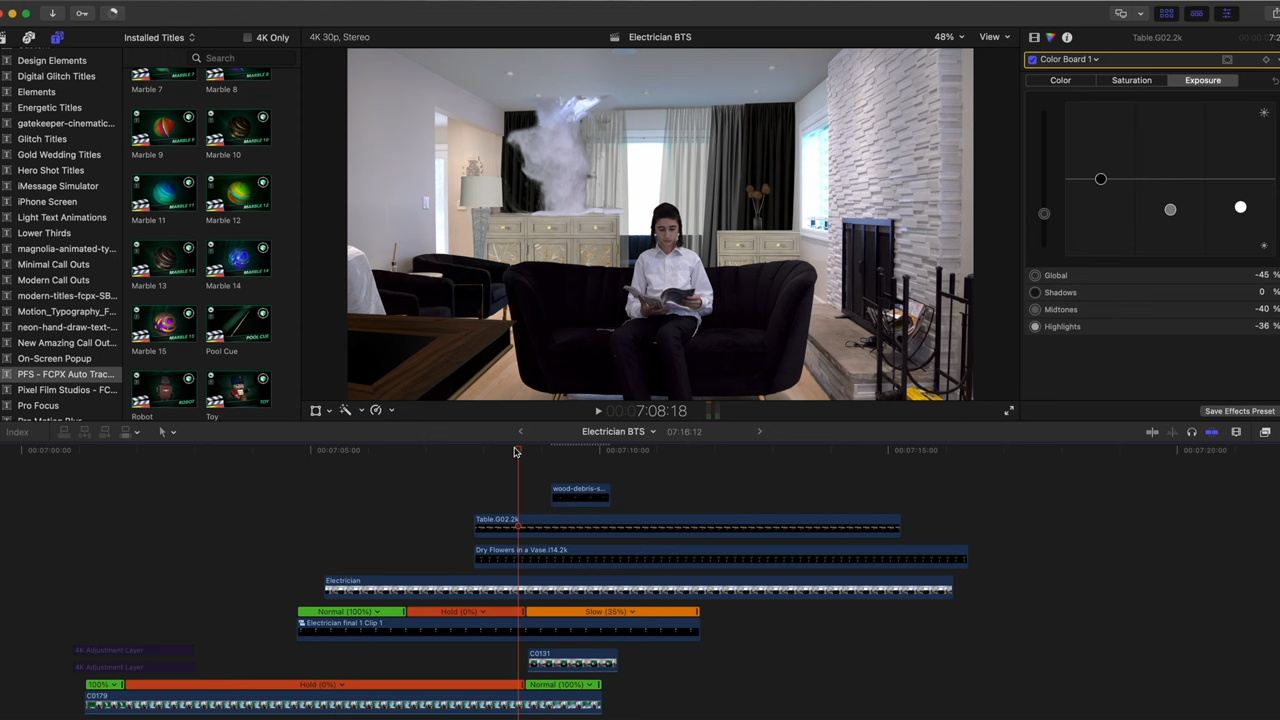 Installed Titles
4K Only
4K 30p, Stereo
Electrician BTS
48%
View
Table.G02.2k
Search
Color Board 1
Color
Saturation
Exposure
Design Elements
Digital Glitch Titles
Elements
Energetic Titles
gatekeeper-cinematic...
Glitch Titles
Gold Wedding Titles
Hero Shot Titles
iMessage Simulator
iPhone Screen
Light Text Animations
Lower Thirds
magnolia-animated-ty...
Minimal Call Outs
Modern Call Outs
modern-titles-fcpx-SB...
Motion_Typography_F...
neon-hand-draw-text-...
New Amazing Call Out...
On-Screen Popup
PFS - FCPX Auto Trac...
Pixel Film Studios - FC...
Pro Focus
Marble 7
Marble 8
Marble 9
Marble 10
Marble 11
Marble 12
Marble 13
Marble 14
Marble 15
Pool Cue
Robot
Toy
Global
-45 %
Shadows
0 %
Midtones
-40 %
Highlights
-36 %
00:00:7:08:18
Save Effects Preset
Index
Electrician BTS
07:16:12
00:07:00:00
00:07:05:00
00:07:10:00
00:07:15:00
00:07:20:00
wood-debris-s...
Table.G02.2k
Dry Flowers in a Vase.I14.2k
Electrician
Normal (100%)
Hold (0%)
Slow (35%)
Electrician final 1 Clip 1
4K Adjustment Layer
C0131
4K Adjustment Layer
100%
Hold (0%)
Normal (100%)
C0179